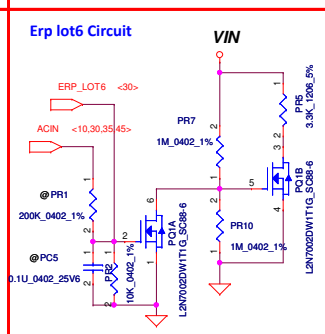 Erp lot6 Circuit
VIN
ERP_LOT6 <30>
ACIN <10,30,35,45>
PR7
1M_0402_1%
PR5
3.3K_1206_5%
@PR1
200K_0402_1%
@PC5
0.1U_0402_25V6
PR2
10K_0402_1%
PQ1A
L2N7002DW1T1G_SC88-6
PR10
1M_0402_1%
PQ1B
L2N7002DW1T1G_SC88-6
1
2
1
2
1
2
1
2
1
2
1
2
6
2
1
3
5
4